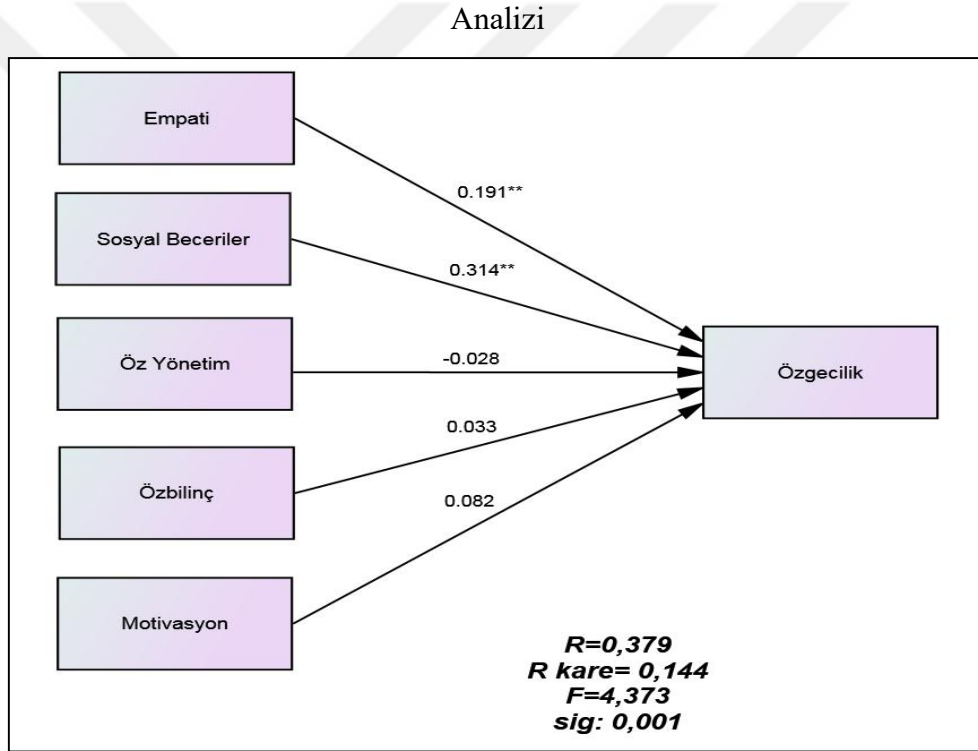 Analizi
Empati
0.191**
Sosyal Beceriler
0.314**
Öz Yönetim
-0.028
Özgecilik
0.033
Özbilinç
0.082
Motivasyon
R=0,379
R kare= 0,144
F=4,373
sig: 0,001